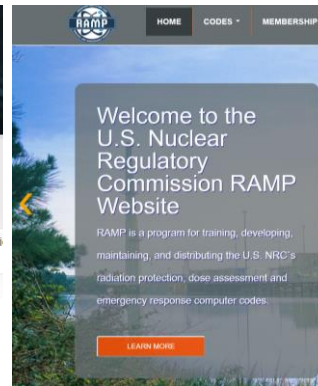 RAMP
HOME CODES MEMBERSHIP
Welcome to the
U.S. Nuclear
Regulatory
Commission RAMP
Website
RAMP is a program for training, developing,
maintaining, and distributing the U.S. NRC's
radiation protection, dose assessment and
emergency response computer codes.
LEARN MORE